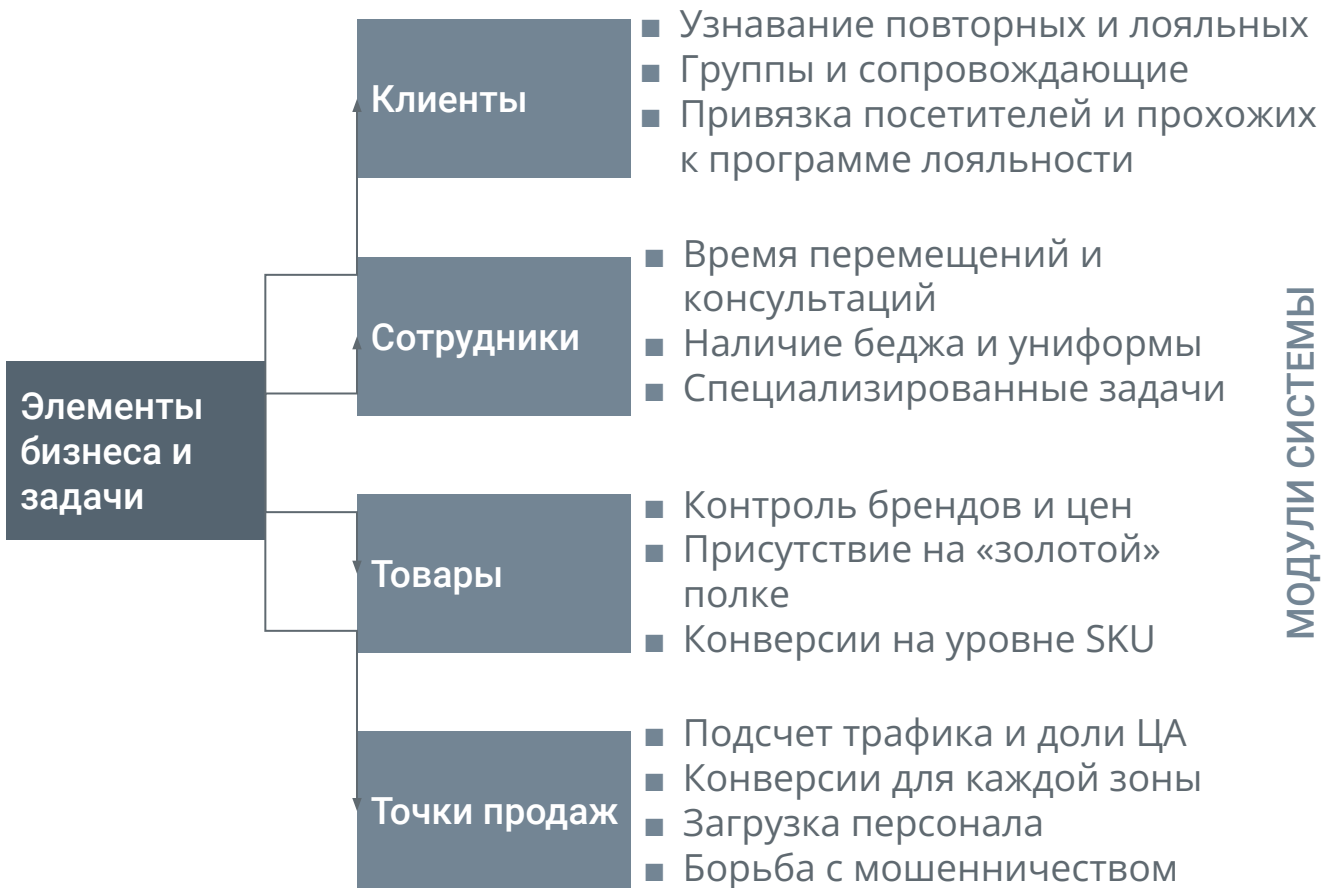 Элементы
бизнеса и
задачи
Клиенты
Узнавание повторных и лояльных
Группы и сопровождающие
Привязка посетителей и прохожих
к программе лояльности
Сотрудники
Время перемещений и
консультаций
Наличие беджа и униформы
Специализированные задачи
Товары
Контроль брендов и цен
Присутствие на «золотой»
полке
Конверсии на уровне SKU
Точки продаж
Подсчет трафика и доли ЦА
Конверсии для каждой зоны
Загрузка персонала
Борьба с мошенничеством
МОДУЛИ СИСТЕМЫ